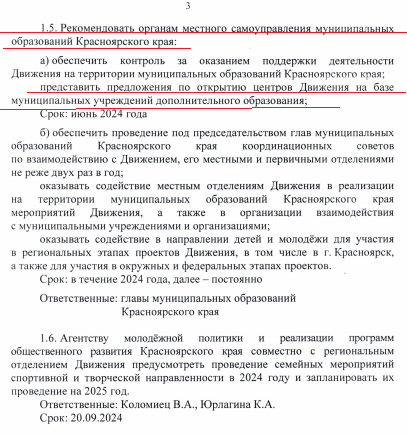 3
1.5. Рекомендовать органам местного самоуправления муниципальных
образований Красноярского края:
а) обеспечить контроль за оказанием поддержки деятельности
Движения на территории муниципальных образований Красноярского края;
представить предложения по открытию центров Движения на базе
муниципальных учреждений дополнительного образования;
Срок: июнь 2024 года
б) обеспечить проведение под председательством глав муниципальных
образований Красноярского края координационных советов
по взаимодействию с Движением, его местными и первичными отделениями
не реже двух раз в год;
оказывать содействие местным отделениям Движения в реализации
на территории муниципальных образований Красноярского края
мероприятий Движения, а также в организации взаимодействия
с муниципальными учреждениями и организациями;
оказывать содействие в направлении детей и молодёжи для участия
в региональных этапах проектов Движения, в том числе в г. Красноярск,
а также для участия в окружных и федеральных этапах проектов.
Срок: в течение 2024 года, далее – постоянно
Ответственные: главы муниципальных образований
Красноярского края
1.6. Агентству молодёжной политики и реализации программ
общественного развития Красноярского края совместно с региональным
отделением Движения предусмотреть проведение семейных мероприятий
спортивной и творческой направленности в 2024 году и запланировать их
проведение на 2025 год.
Ответственные: Коломиец В.А., Юрлагина К.А.
Срок: 20.09.2024